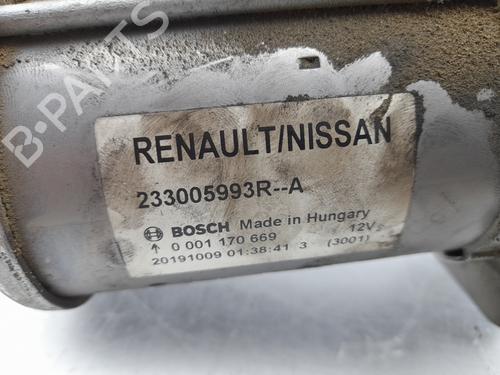 RENAULT/NISSAN
233005993R--A
BOSCH Made in Hungary
0 001 170 669 12V
20191009 01:38:41 3 (3001)
B-PARTS